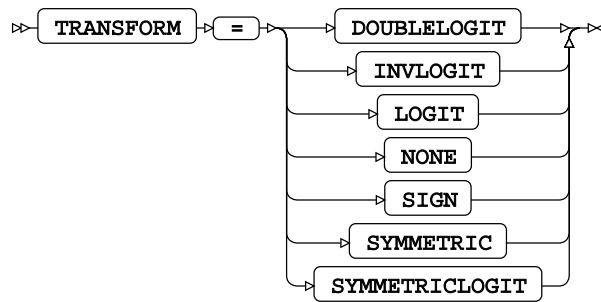 TRANSFORM = DOUBLELOGIT
INVLOGIT
LOGIT
NONE
SIGN
SYMMETRIC
SYMMETRICLOGIT